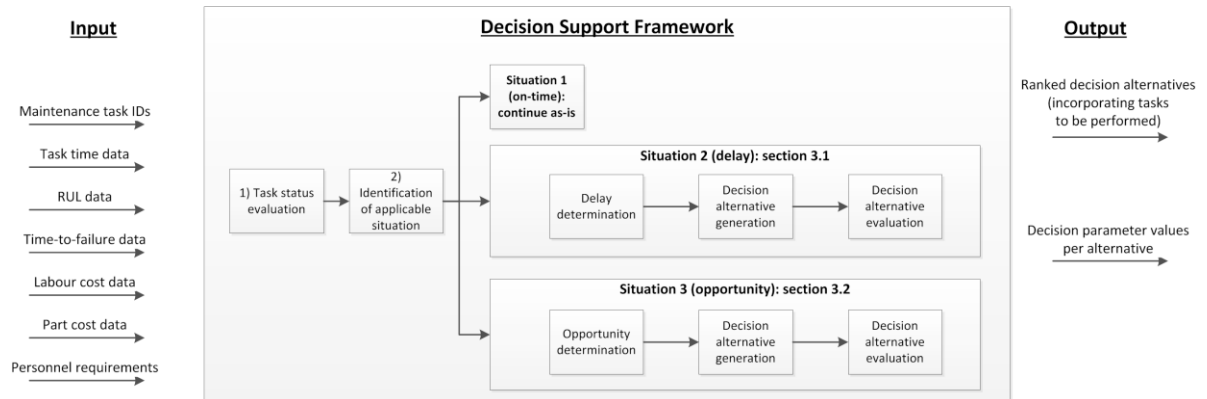 Input
Maintenance task IDs
Task time data
RUL data
Time-to-failure data
Labour cost data
Part cost data
Personnel requirements
Decision Support Framework
1) Task status
evaluation
2)
Identification
of applicable
situation
Situation 1
(on-time):
continue as-is
Situation 2 (delay): section 3.1
Delay
determination
Decision
alternative
generation
Decision
alternative
evaluation
Situation 3 (opportunity): section 3.2
Opportunity
determination
Decision
alternative
generation
Decision
alternative
evaluation
Output
Ranked decision alternatives
(incorporating tasks
to be performed)
Decision parameter values
per alternative